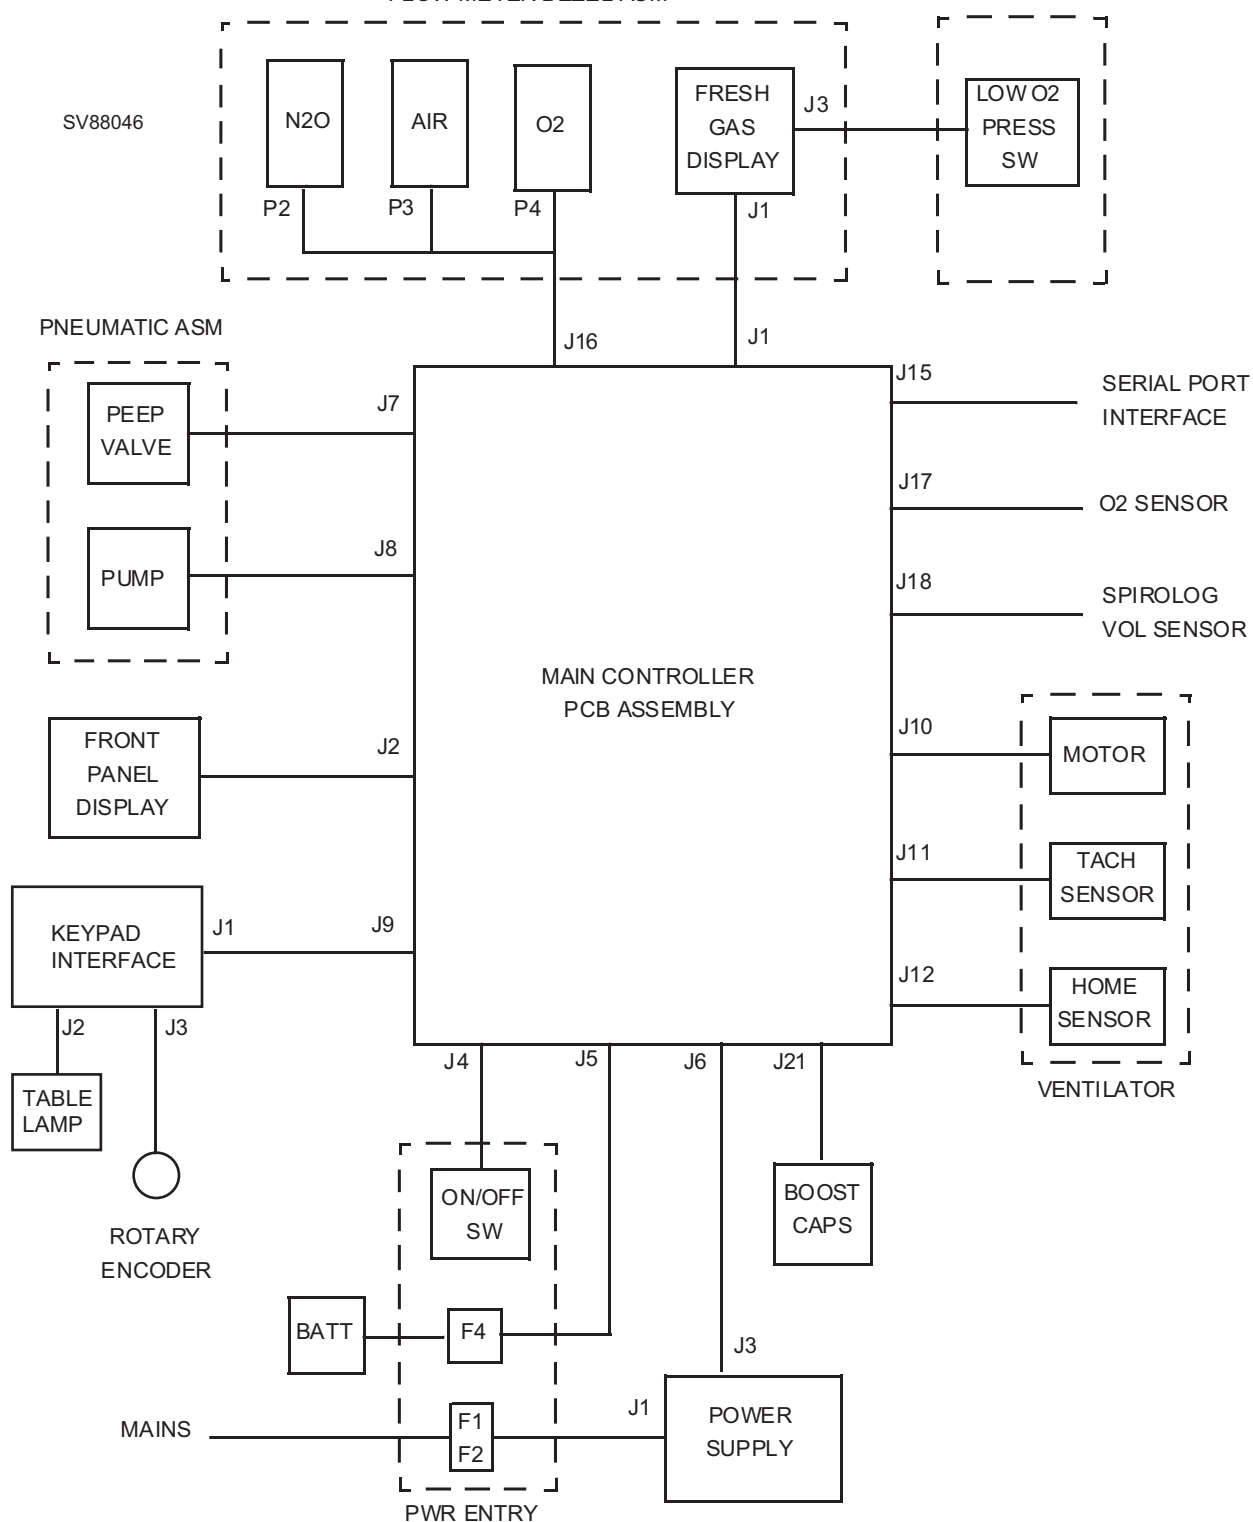 SV88046
N2O
AIR
O2
FRESH
GAS
DISPLAY
J3
LOW O2
PRESS
SW
P2
P3
P4
J1
PNEUMATIC ASM
J16
J1
J15
SERIAL PORT
INTERFACE
PEEP
VALVE
J7
J17
O2 SENSOR
PUMP
J8
J18
SPIROLOG
VOL SENSOR
MAIN CONTROLLER
PCB ASSEMBLY
FRONT
PANEL
DISPLAY
J2
J10
MOTOR
J11
TACH
SENSOR
KEYPAD
INTERFACE
J1
J9
J12
HOME
SENSOR
VENTILATOR
J2
J3
TABLE
LAMP
ROTARY
ENCODER
J4
J5
J6
J21
ON/OFF
SW
BOOST
CAPS
BATT
F4
J3
MAINS
F1
F2
J1
POWER
SUPPLY
PWR ENTRY